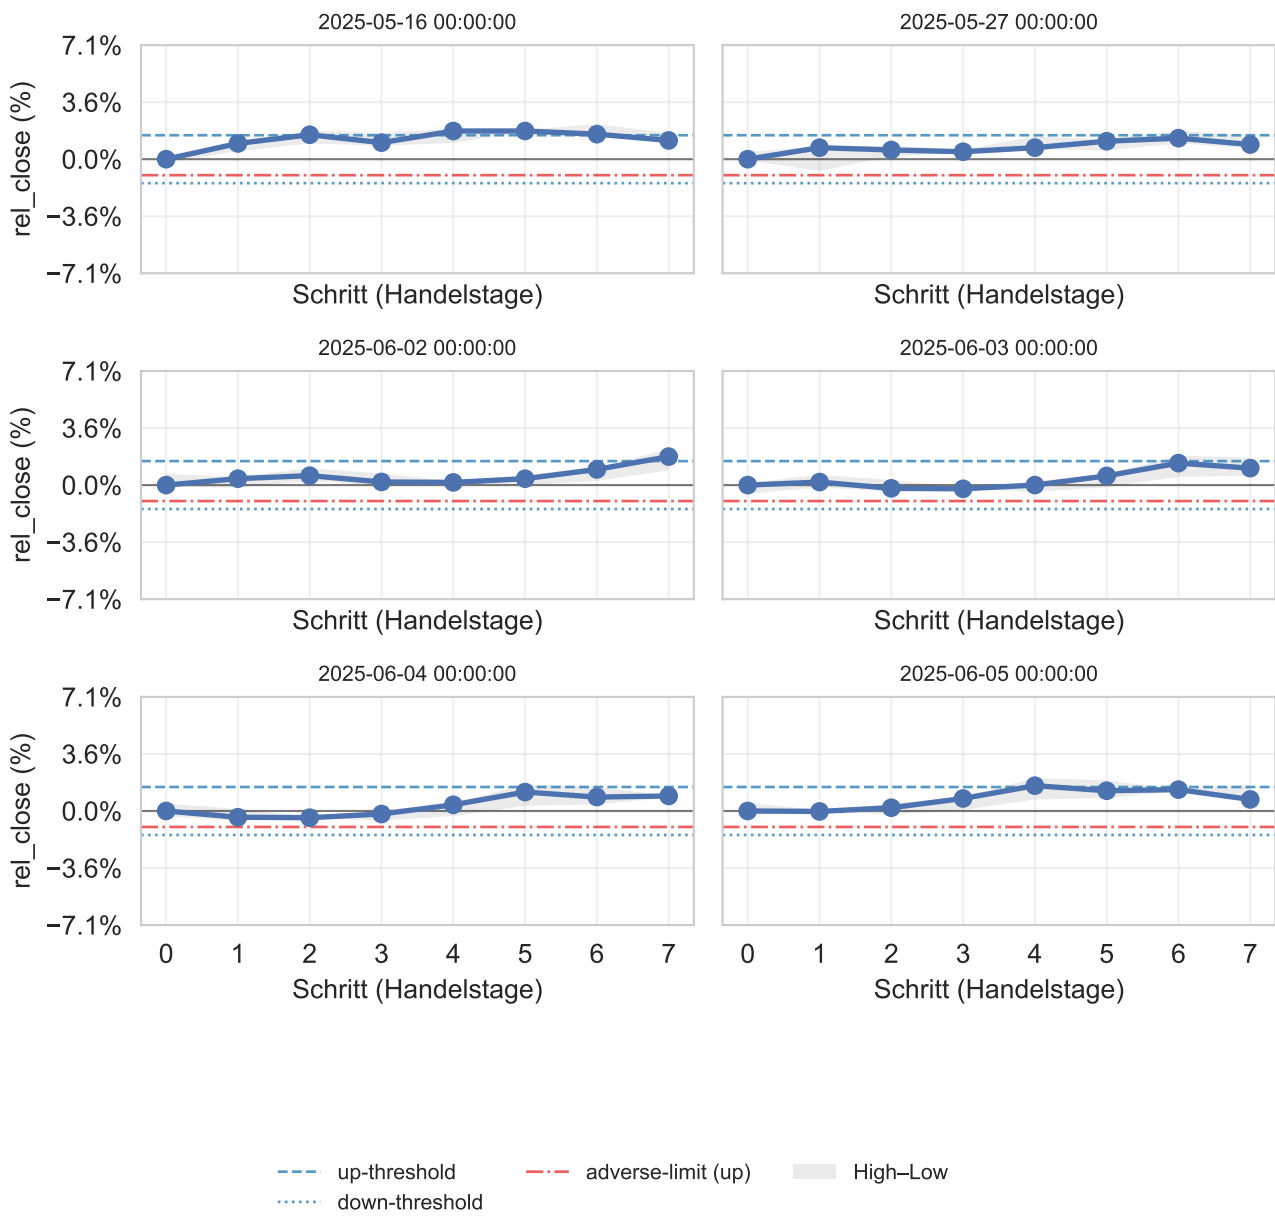 2025-05-16 00:00:00
2025-05-27 00:00:00
7.1%
3.6%
0.0%
−3.6%
−7.1%
rel_close (%)
Schritt (Handelstage)
Schritt (Handelstage)
2025-06-02 00:00:00
2025-06-03 00:00:00
7.1%
3.6%
0.0%
−3.6%
−7.1%
rel_close (%)
Schritt (Handelstage)
Schritt (Handelstage)
2025-06-04 00:00:00
2025-06-05 00:00:00
7.1%
3.6%
0.0%
−3.6%
−7.1%
rel_close (%)
0 1 2 3 4 5 6 7
0 1 2 3 4 5 6 7
Schritt (Handelstage)
Schritt (Handelstage)
up-threshold
down-threshold
adverse-limit (up)
High–Low